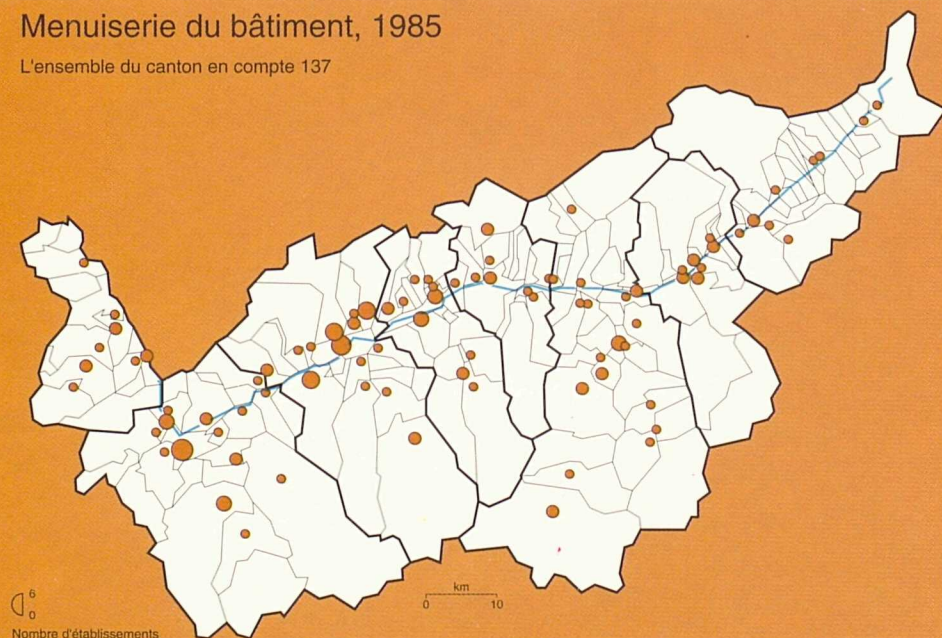 Menuiserie du bâtiment, 1985
L'ensemble du canton en compte 137
km
0 10
6
0
Nombre d'établissements